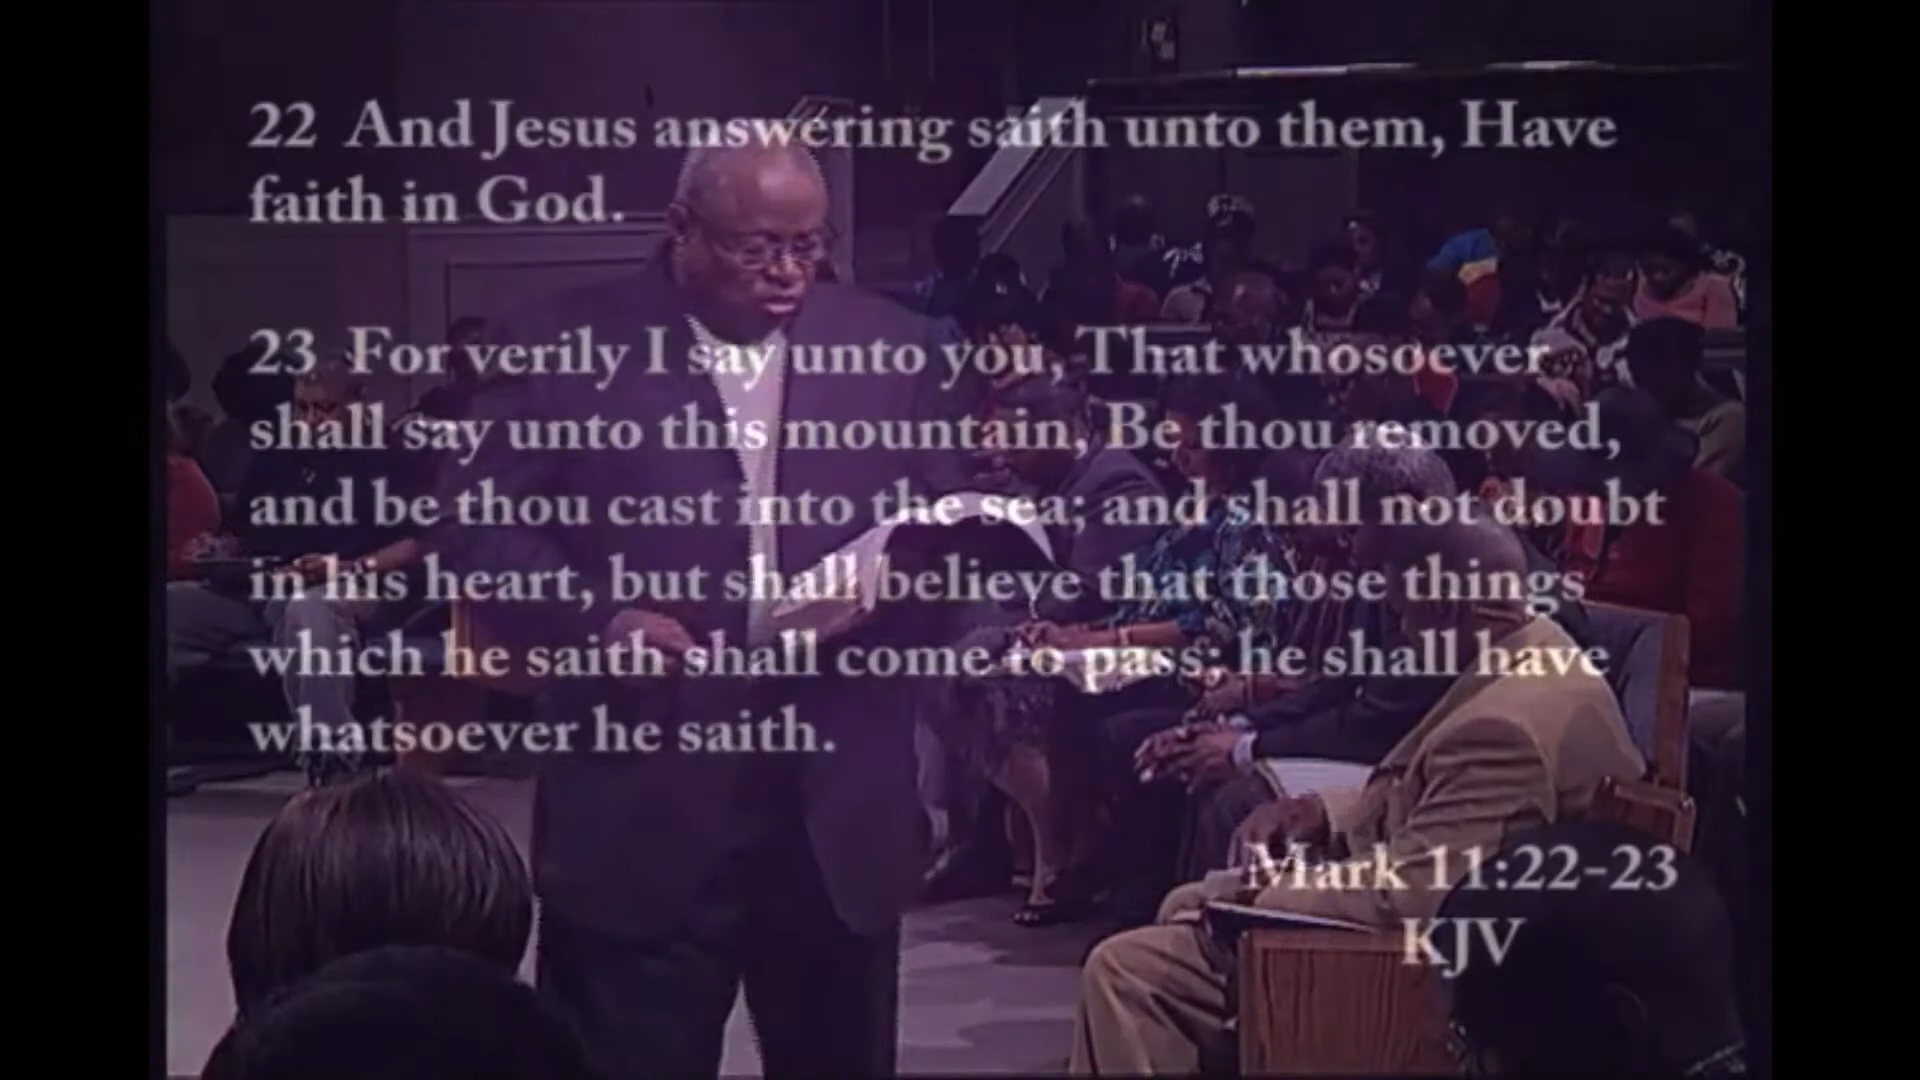 22 And Jesus answering saith unto them, Have
faith in God.
23 For verily I say unto you, That whosoever
shall say unto this mountain, Be thou removed,
and be thou cast into the sea; and shall not doubt
in his heart, but shall believe that those things
which he saith shall come to pass; he shall have
whatsoever he saith.
Mark 11:22-23
KJV